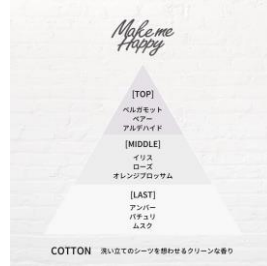 Make me
Happy
[TOP]
ベルガモット
ペアー
アルデハイド
[MIDDLE]
イリス
ローズ
オレンジブロッサム
[LAST]
アンバー
パチュリ
ムスク
COTTON 洗い立てのシーツを想わせるクリーンな香り